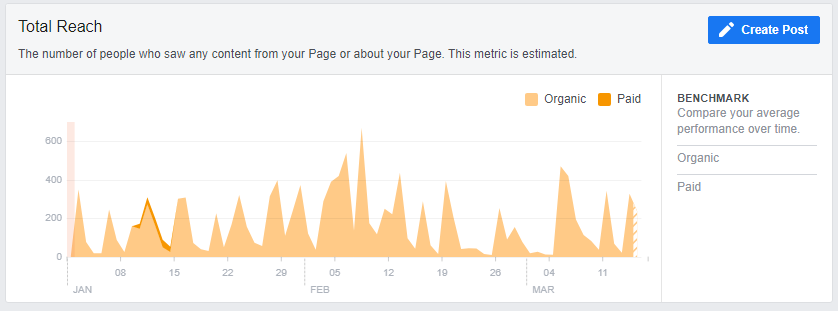 Total Reach
Create Post
The number of people who saw any content from your Page or about your Page. This metric is estimated.
Organic
Paid
BENCHMARK
Compare your average
performance over time.
Organic
Paid
600
400
200
0
08
15
22
29
05
12
19
26
04
11
JAN
FEB
MAR